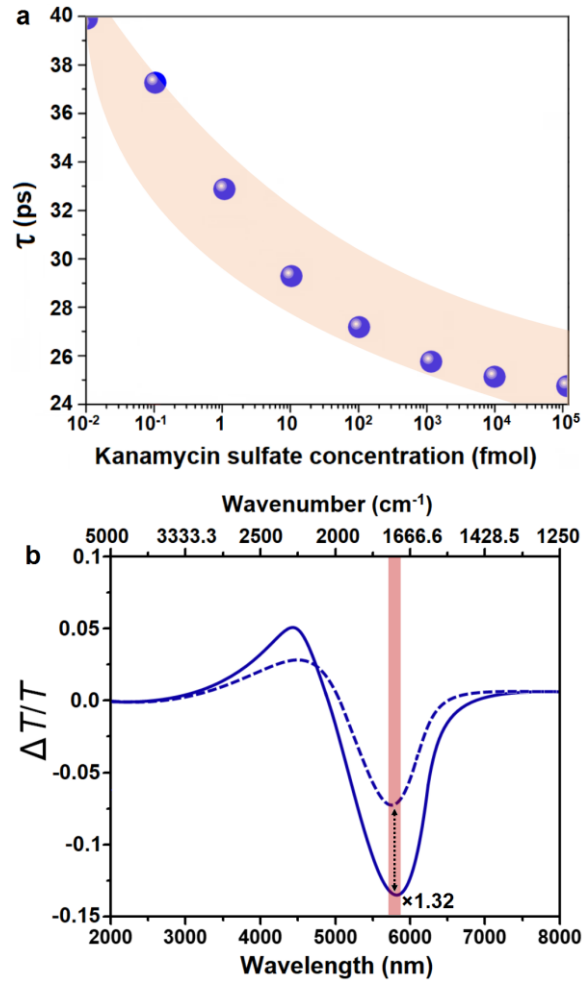 a
40
38
36
34
32
30
28
26
24
τ (ps)
10⁻² 10⁻¹ 1 10 10² 10³ 10⁴ 10⁵
Kanamycin sulfate concentration (fmol)
Wavenumber (cm⁻¹)
5000 3333.3 2500 2000 1666.6 1428.5 1250
b
0.1
0.05
0.0
-0.05
-0.1
-0.15
ΔT/T
×1.32
2000 3000 4000 5000 6000 7000 8000
Wavelength (nm)